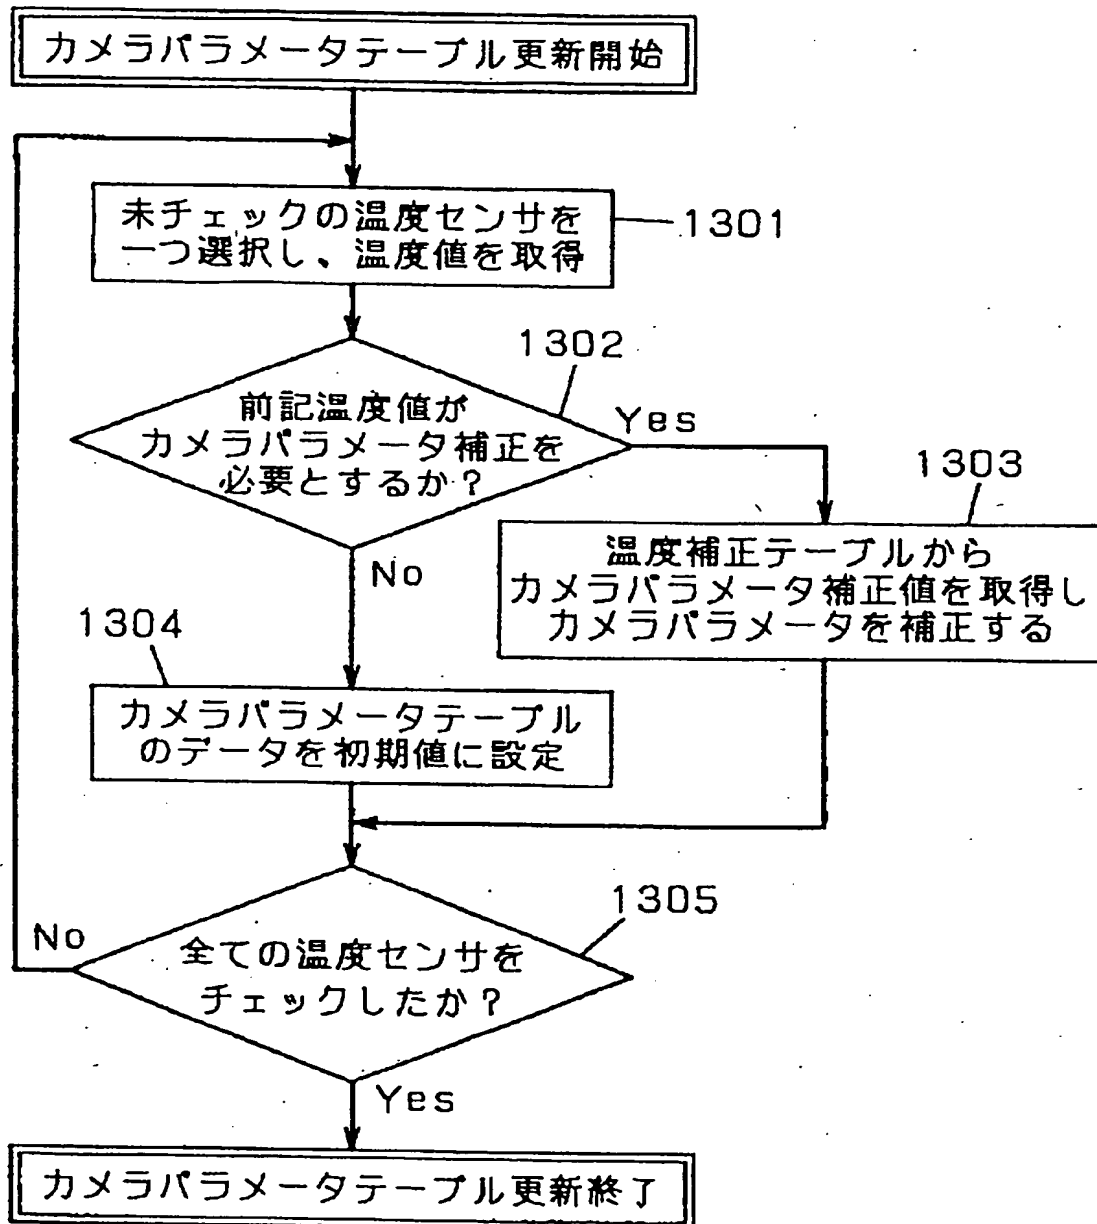 カメラパラメータテーブル更新開始
未チェックの温度センサを
一つ選択し、温度値を取得
1301
1302
前記温度値が
カメラパラメータ補正を
必要とするか？
Yes
1303
温度補正テーブルから
カメラパラメータ補正値を取得し
カメラパラメータを補正する
No
1304
カメラパラメータテーブル
のデータを初期値に設定
1305
No
全ての温度センサを
チェックしたか？
Yes
カメラパラメータテーブル更新終了